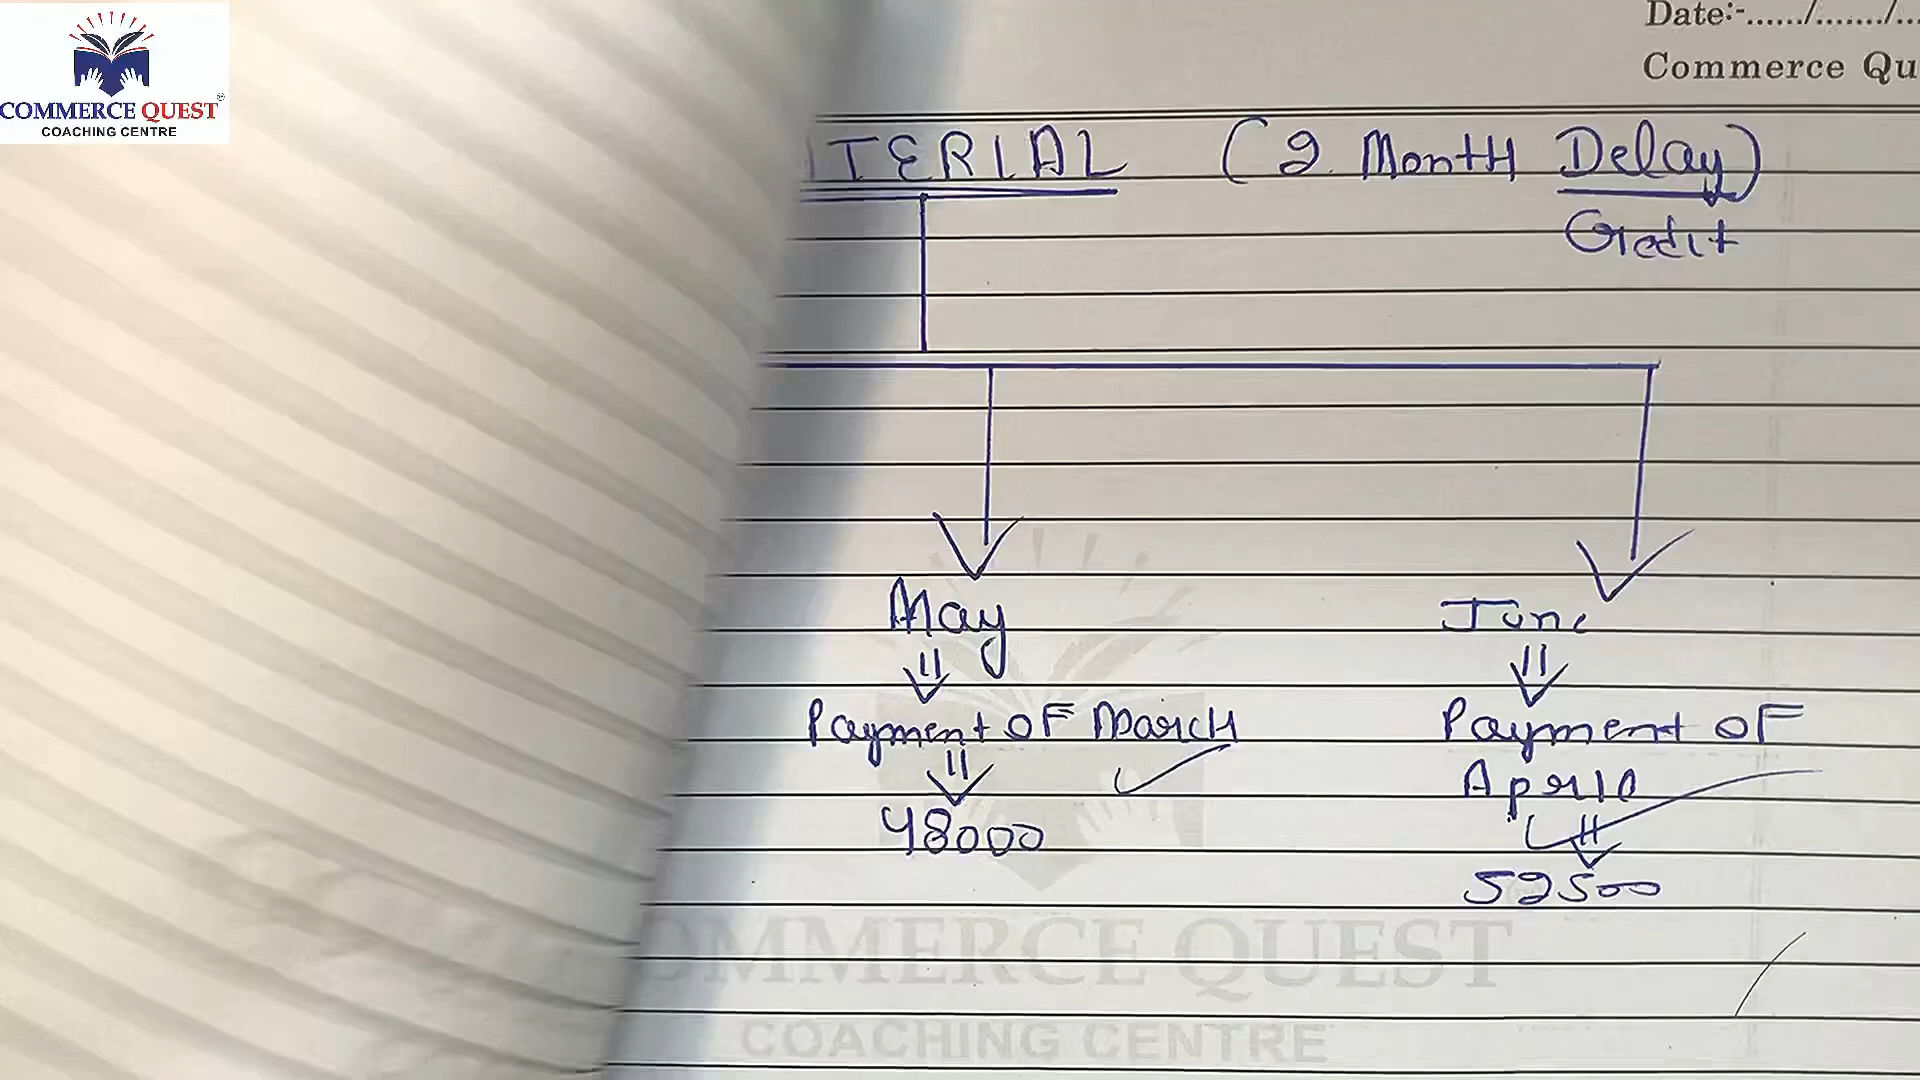 COMMERCE QUEST
COACHING CENTRE
Date:-....../......./...
Commerce Qu
TERIAL (2. Month Delay)
Credit
May
June
Payment OF March
Payment OF
April
48000
52500
OMMERCE QUEST
COACHING CENTRE